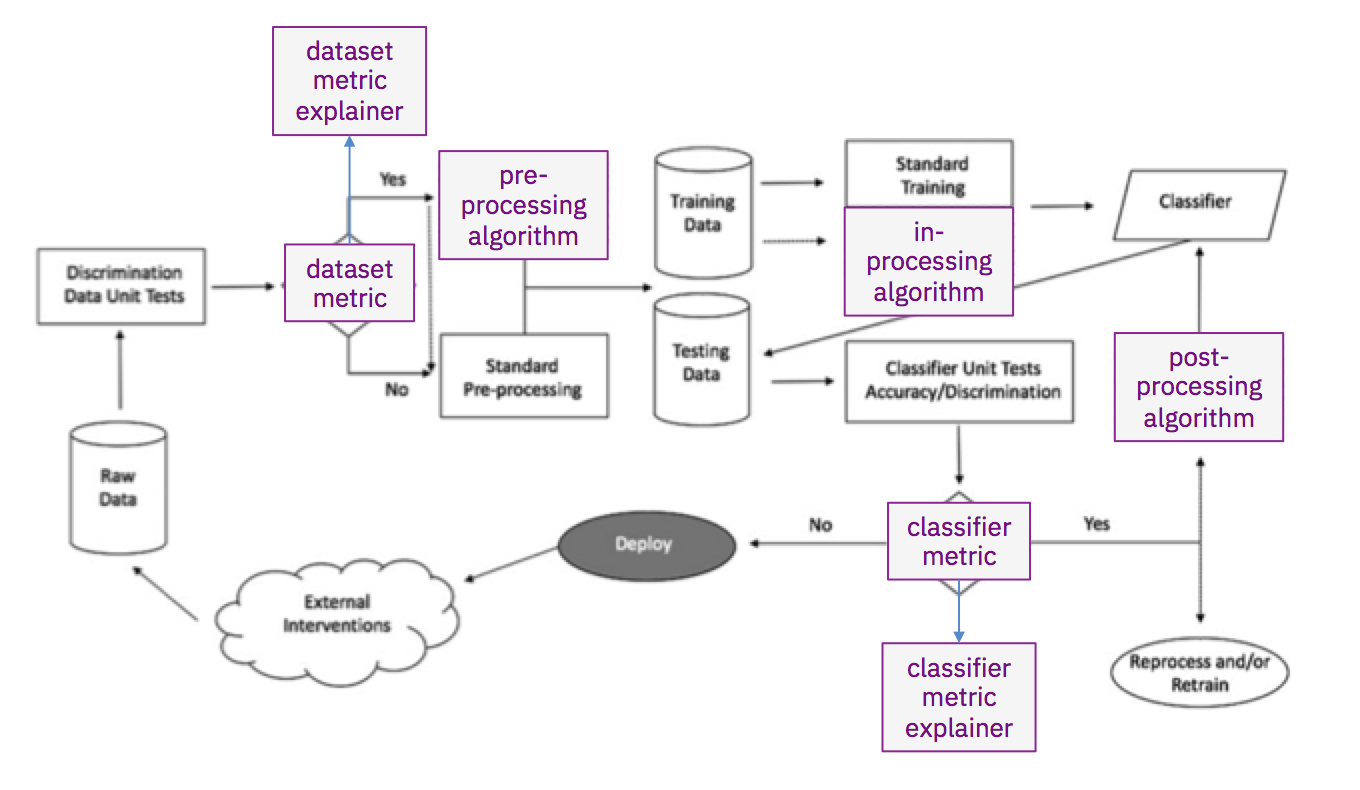 dataset
metric
explainer
Yes
pre-
processing
algorithm
Discrimination
Data Unit Tests
dataset
metric
No
Standard
Pre-processing
Raw
Data
Training
Data
Testing
Data
Standard
Training
in-
processing
algorithm
Classifier
Classifier Unit Tests
Accuracy/Discrimination
post-
processing
algorithm
classifier
metric
No
Yes
Deploy
External
Interventions
classifier
metric
explainer
Reprocess and/or
Retrain